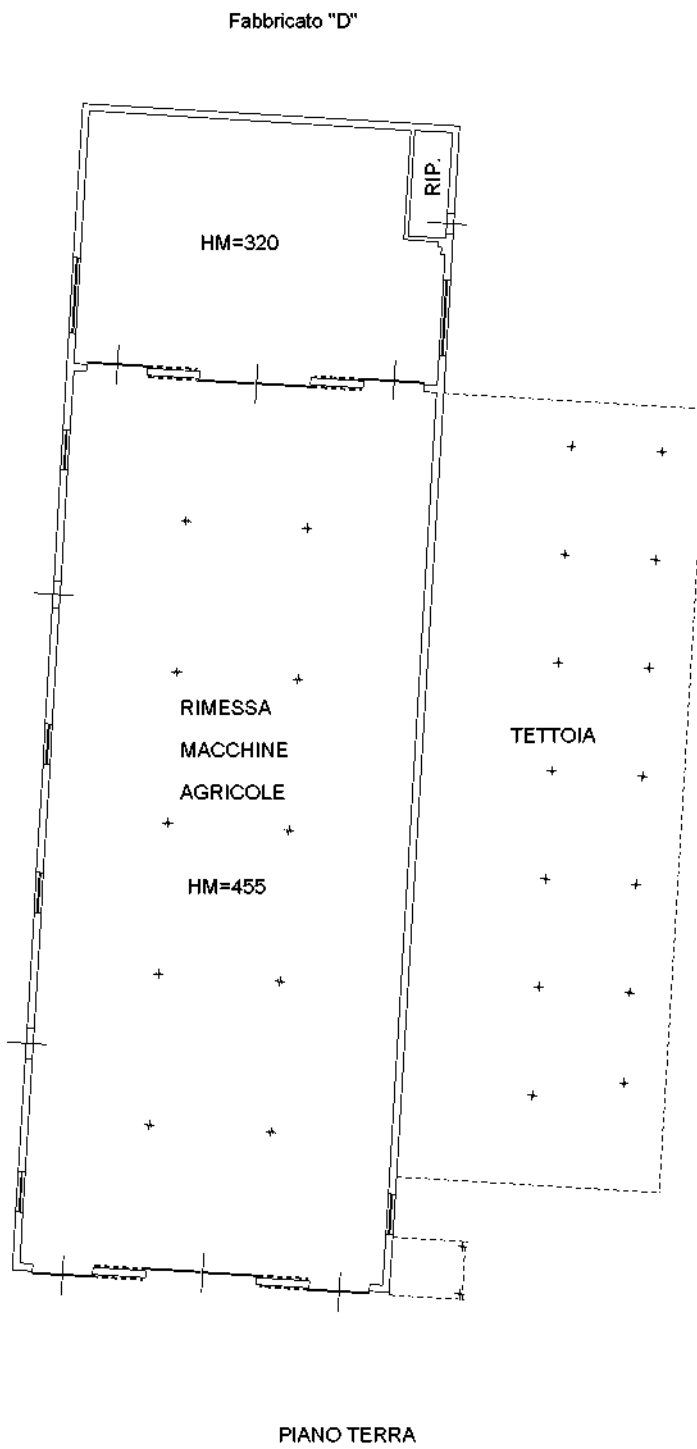 Fabbricato "D"
RIP.
HM=320
RIMESSA
MACCHINE
AGRICOLE
TETTOIA
HM=455
PIANO TERRA